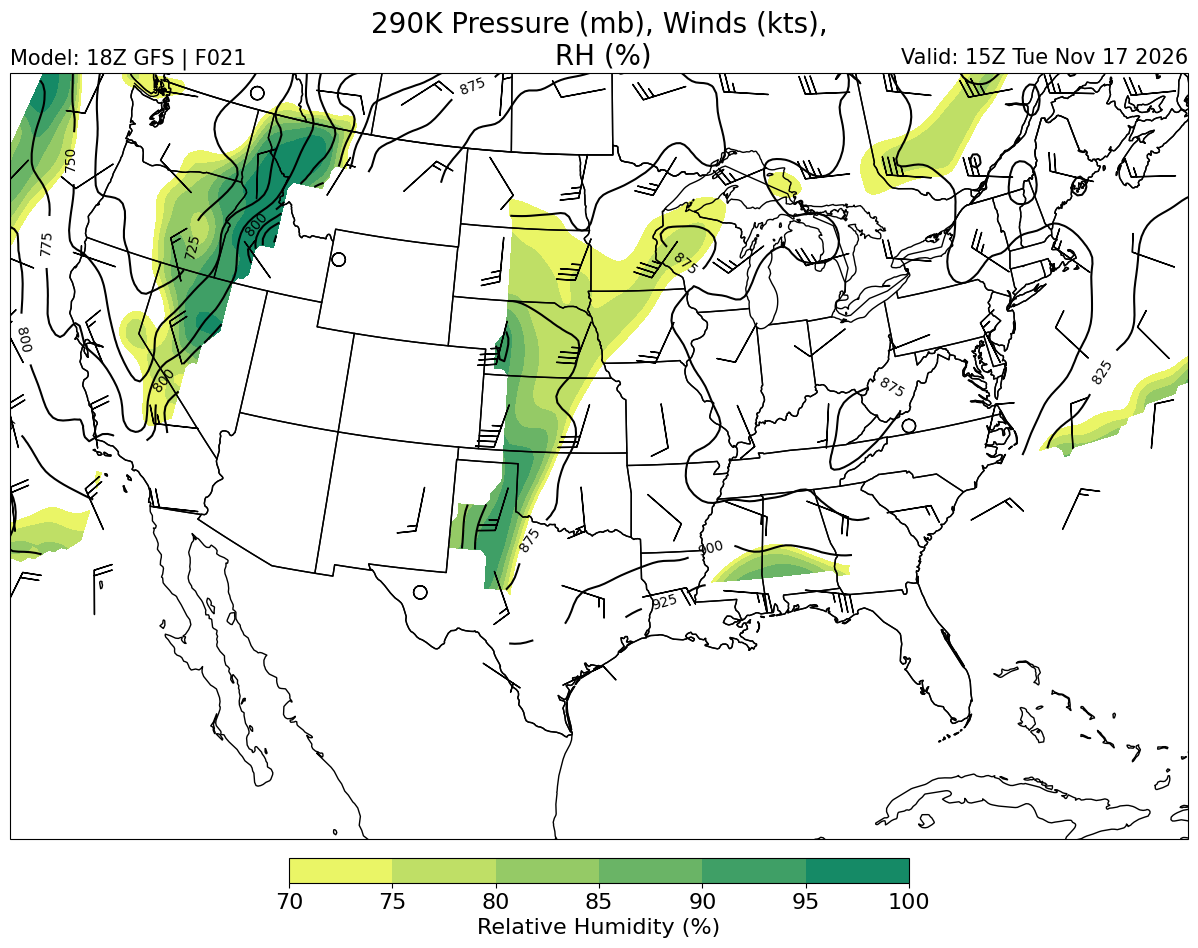 290K Pressure (mb), Winds (kts),
RH (%)
Model: 18Z GFS | F021
Valid: 15Z Tue Nov 17 2026
875
750
775
725
800
800
800
875
875
825
875
900
925
70 75 80 85 90 95 100
Relative Humidity (%)